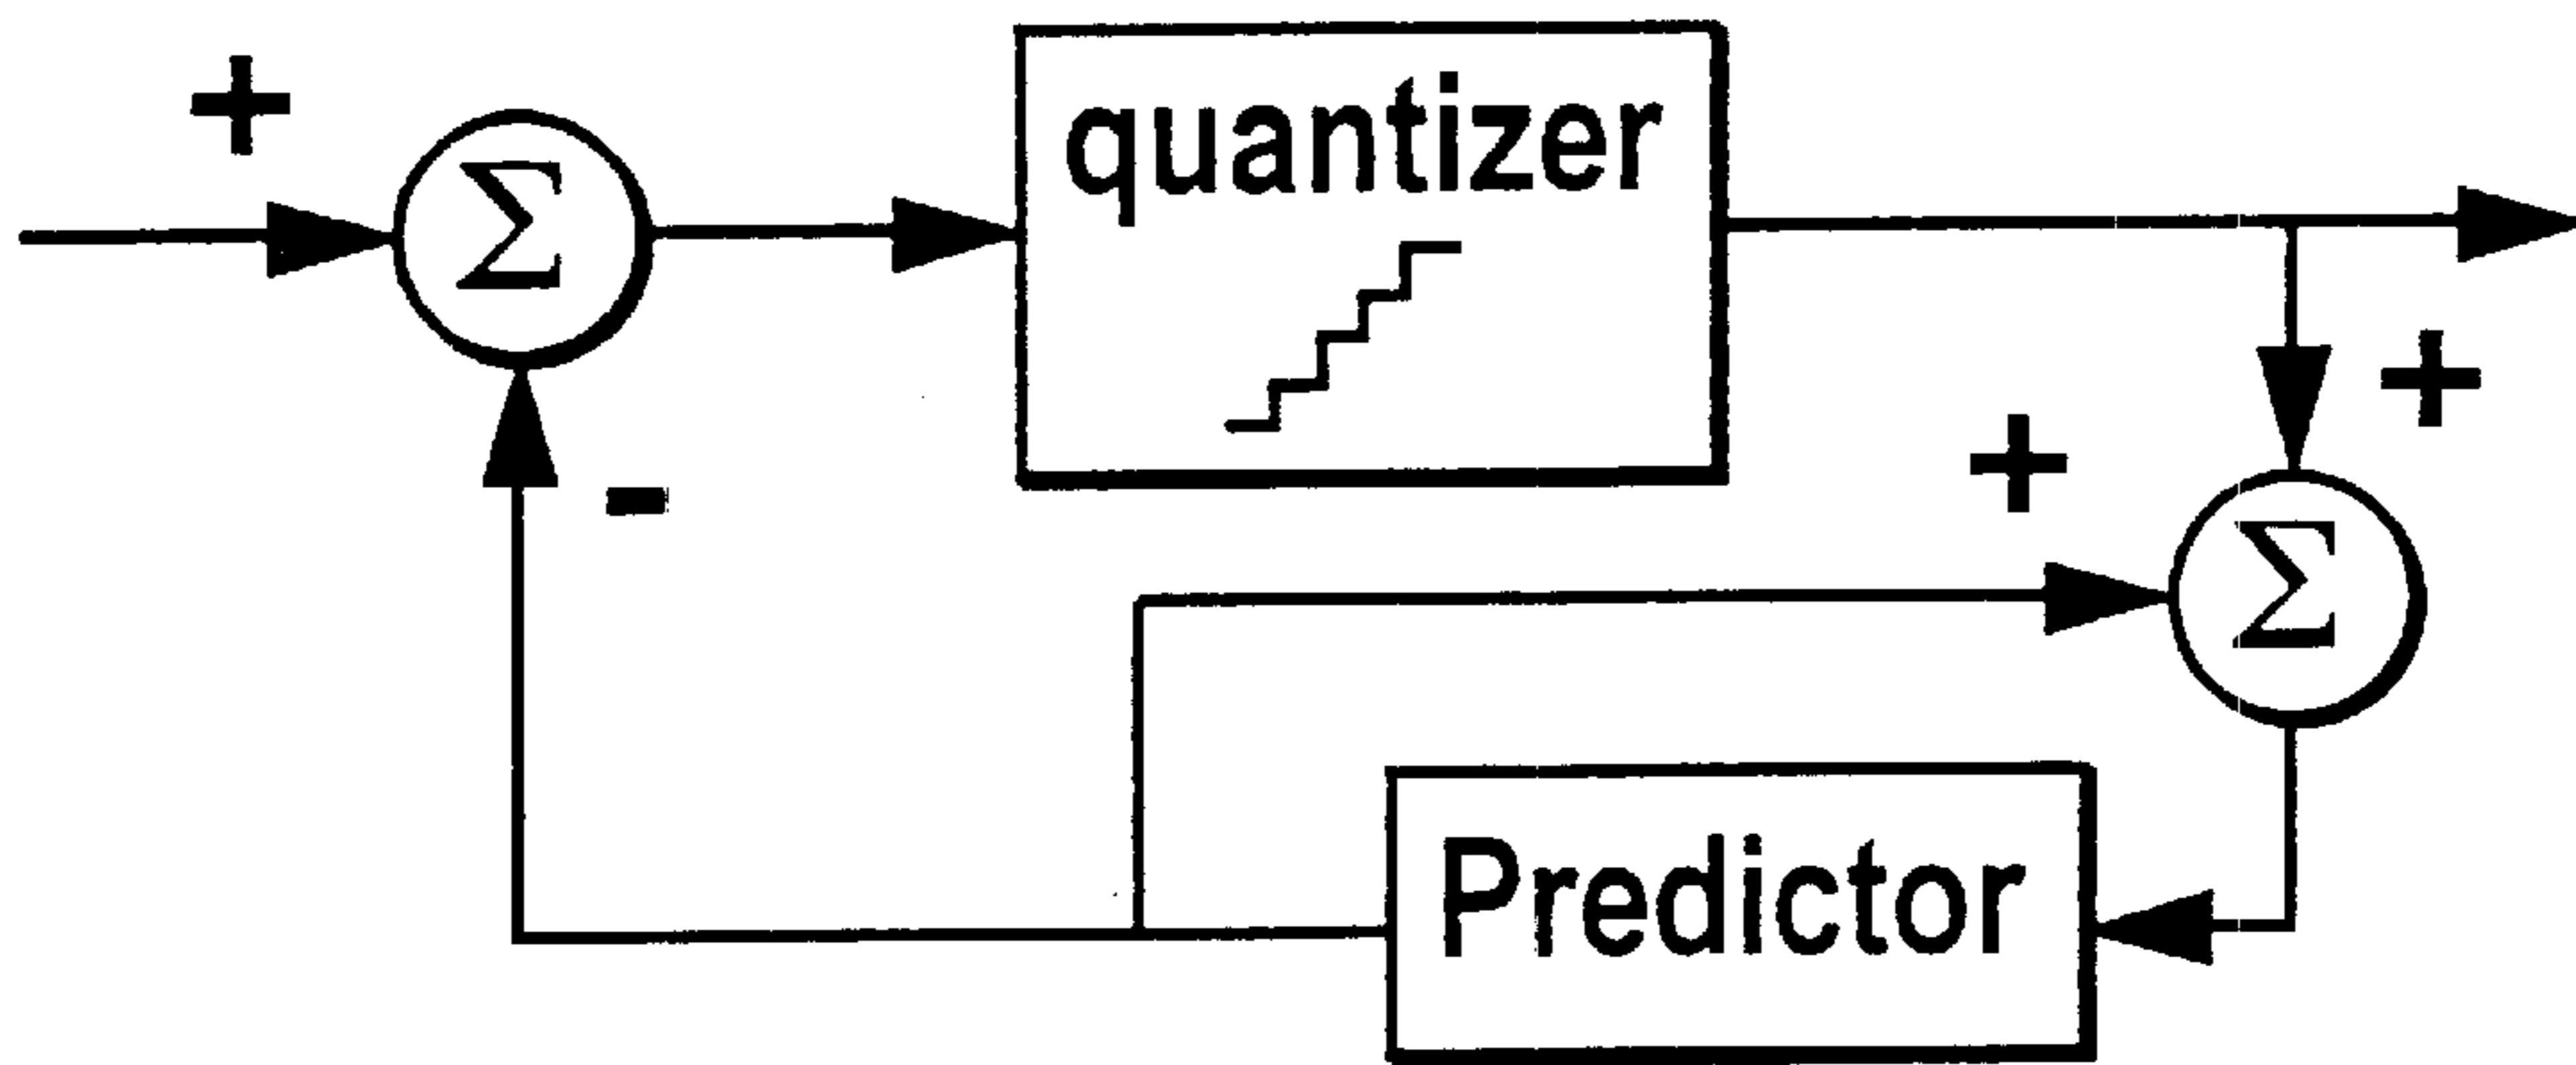 +
Σ
quantizer
-
+
+
Σ
Predictor